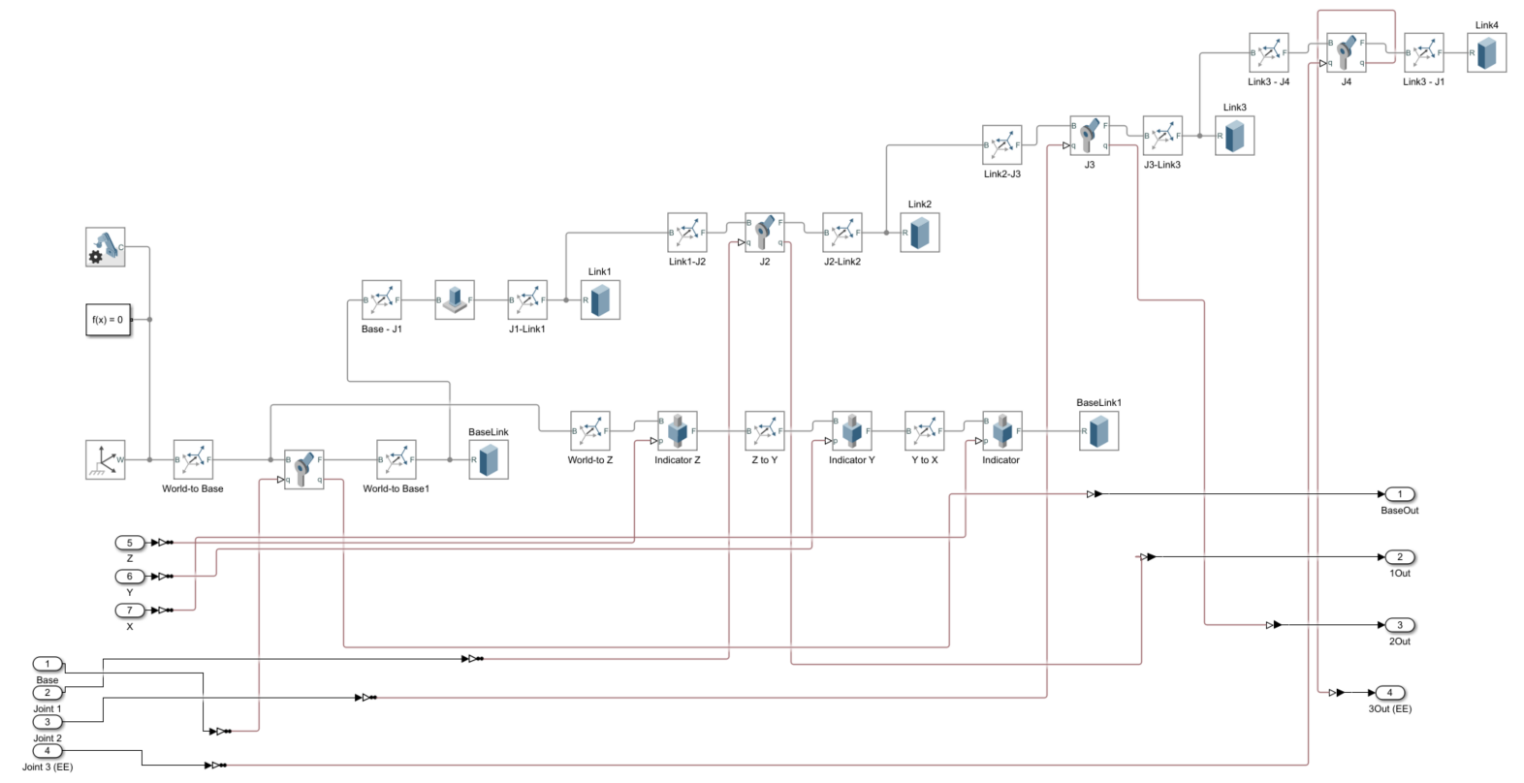 Link4
B F
B F
q q
B F
R
Link3 - J4
J4
Link3 - J1
Link3
B F
B F
q q
B F
R
Link2-J3
J3
J3-Link3
Link2
B F
B F
q q
B F
R
Link1-J2
J2
J2-Link2
C
Link1
B F
B F
B F
R
Base - J1
J1-Link1
f(x) = 0
BaseLink1
B F
B F
p
B F
B F
p
B F
B F
p
R
World-to Z
Indicator Z
Z to Y
Indicator Y
Y to X
Indicator
BaseLink
W
B F
B F
q q
B F
R
World-to Base
World-to Base1
1
BaseOut
5
Z
2
1Out
6
Y
7
X
3
2Out
1
Base
2
Joint 1
3
Joint 2
4
Joint 3 (EE)
4
3Out (EE)